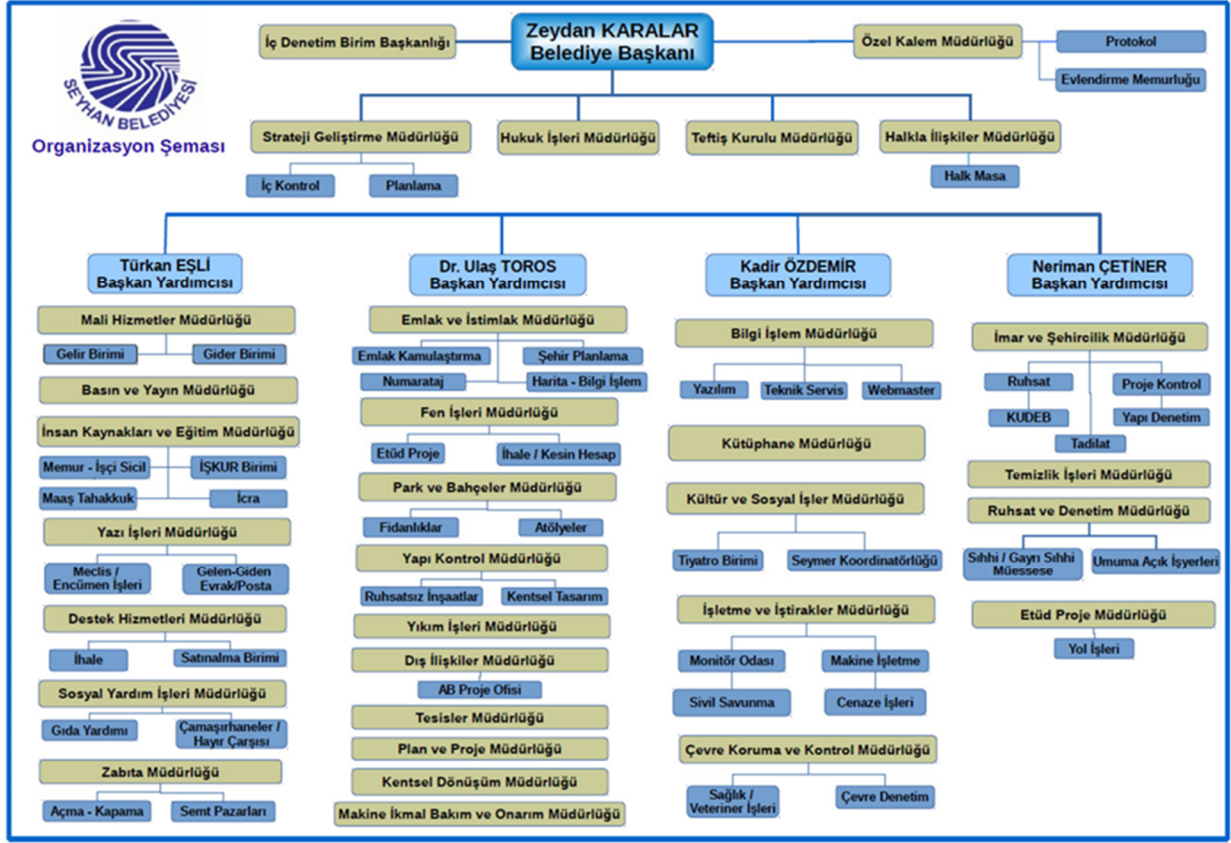 Zeydan KARALAR
Belediye Başkanı
İç Denetim Birim Başkanlığı
Özel Kalem Müdürlüğü
Protokol
Evlendirme Memurluğu
SEYHAN BELEDİYESİ
Organizasyon Şeması
Strateji Geliştirme Müdürlüğü
Hukuk İşleri Müdürlüğü
Teftiş Kurulu Müdürlüğü
Halkla İlişkiler Müdürlüğü
İç Kontrol
Planlama
Halk Masa
Türkan EŞLİ
Başkan Yardımcısı
Mali Hizmetler Müdürlüğü
Gelir Birimi
Gider Birimi
Basın ve Yayın Müdürlüğü
İnsan Kaynakları ve Eğitim Müdürlüğü
Memur - İşçi Sicil
İŞKUR Birimi
Maaş Tahakkuk
İcra
Yazı İşleri Müdürlüğü
Meclis /
Encümen İşleri
Gelen-Giden
Evrak/Posta
Destek Hizmetleri Müdürlüğü
İhale
Satınalma Birimi
Sosyal Yardım İşleri Müdürlüğü
Gıda Yardımı
Çamaşırhaneler /
Hayır Çarşısı
Zabıta Müdürlüğü
Açma - Kapama
Semt Pazarları
Dr. Ulaş TOROS
Başkan Yardımcısı
Emlak ve İstimlak Müdürlüğü
Emlak Kamulaştırma
Şehir Planlama
Numarataj
Harita - Bilgi İşlem
Fen İşleri Müdürlüğü
Etüd Proje
İhale / Kesin Hesap
Park ve Bahçeler Müdürlüğü
Fidanlıklar
Atölyeler
Yapı Kontrol Müdürlüğü
Ruhsatsız İnşaatlar
Kentsel Tasarım
Yıkım İşleri Müdürlüğü
Dış İlişkiler Müdürlüğü
AB Proje Ofisi
Tesisler Müdürlüğü
Plan ve Proje Müdürlüğü
Kentsel Dönüşüm Müdürlüğü
Makine İkmal Bakım ve Onarım Müdürlüğü
Kadir ÖZDEMİR
Başkan Yardımcısı
Bilgi İşlem Müdürlüğü
Yazılım
Teknik Servis
Webmaster
Kütüphane Müdürlüğü
Kültür ve Sosyal İşler Müdürlüğü
Tiyatro Birimi
Seymer Koordinatörlüğü
İşletme ve İştirakler Müdürlüğü
Monitör Odası
Makine İşletme
Sivil Savunma
Cenaze İşleri
Çevre Koruma ve Kontrol Müdürlüğü
Sağlık /
Veteriner İşleri
Çevre Denetim
Neriman ÇETİNER
Başkan Yardımcısı
İmar ve Şehircilik Müdürlüğü
Ruhsat
Proje Kontrol
KUDEB
Yapı Denetim
Tadilat
Temizlik İşleri Müdürlüğü
Ruhsat ve Denetim Müdürlüğü
Sıhhi / Gayrı Sıhhi
Müessese
Umuma Açık İşyerleri
Etüd Proje Müdürlüğü
Yol İşleri